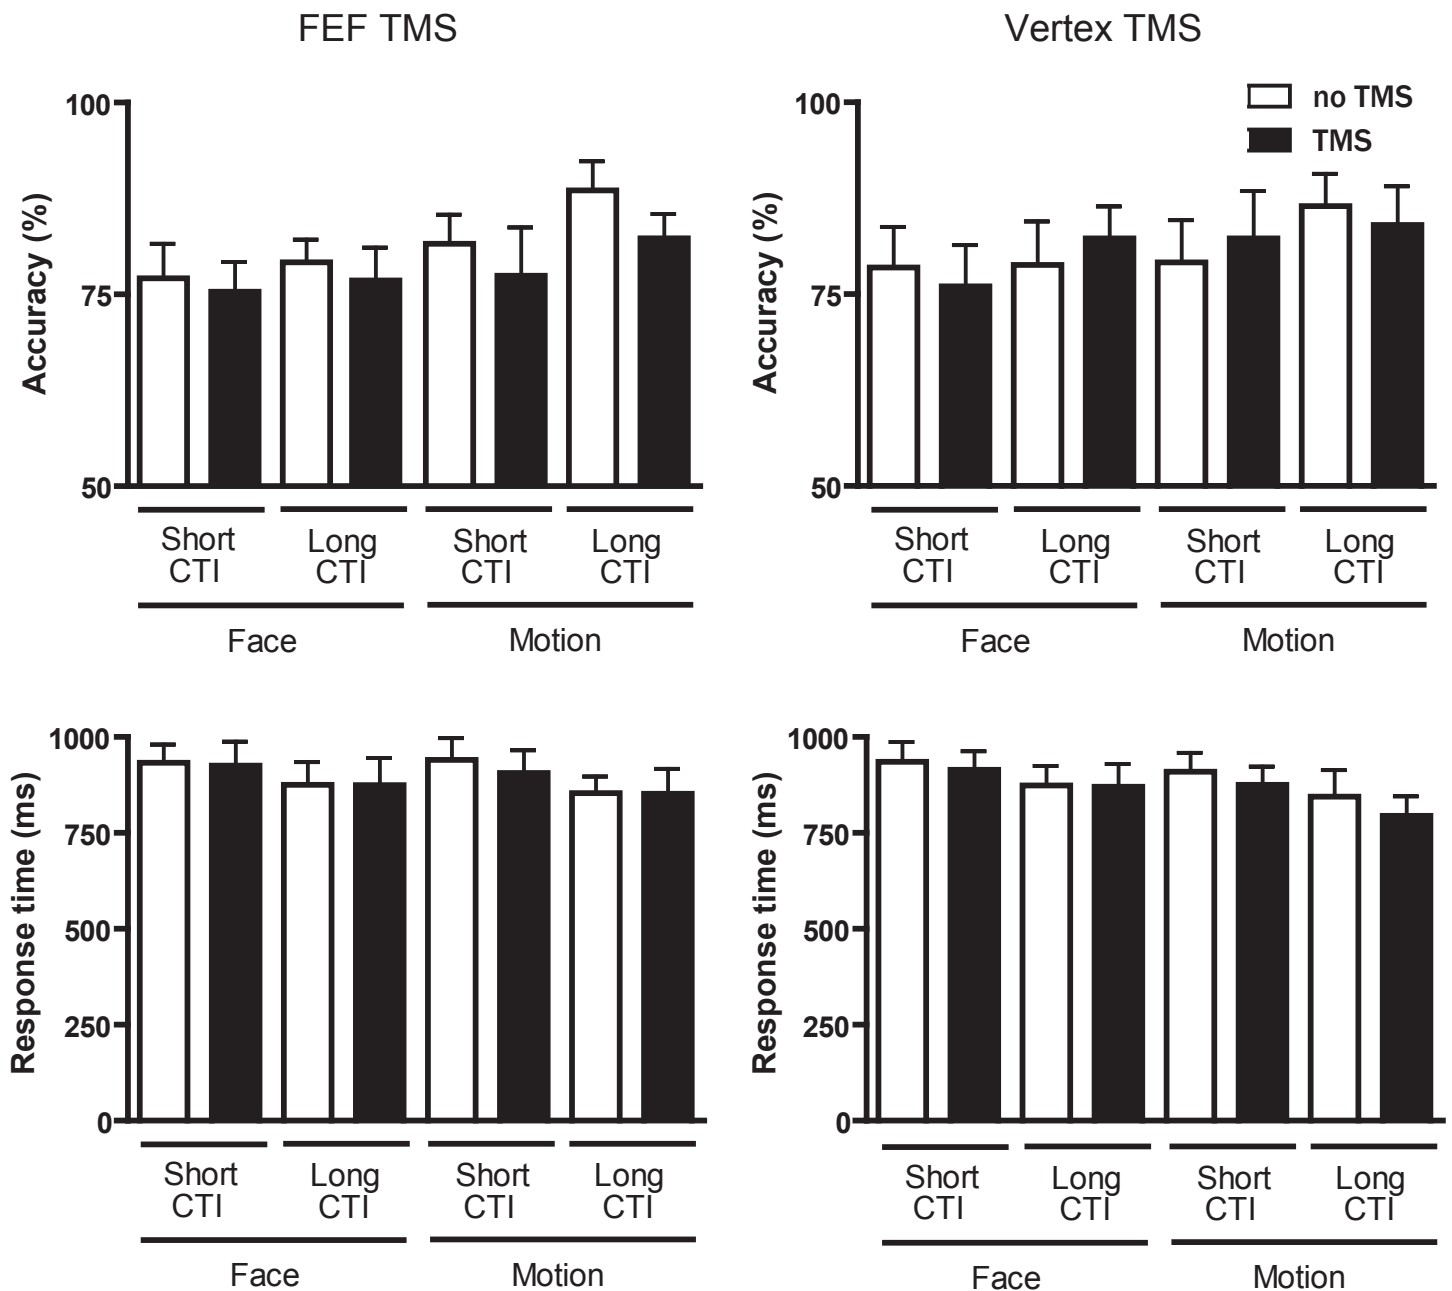 FEF TMS
Vertex TMS
no TMS
TMS
Accuracy (%)
100
75
50
Short CTI
Long CTI
Short CTI
Long CTI
Face
Motion
Accuracy (%)
100
75
50
Short CTI
Long CTI
Short CTI
Long CTI
Face
Motion
Response time (ms)
1000
750
500
250
0
Short CTI
Long CTI
Short CTI
Long CTI
Face
Motion
Response time (ms)
1000
750
500
250
0
Short CTI
Long CTI
Short CTI
Long CTI
Face
Motion